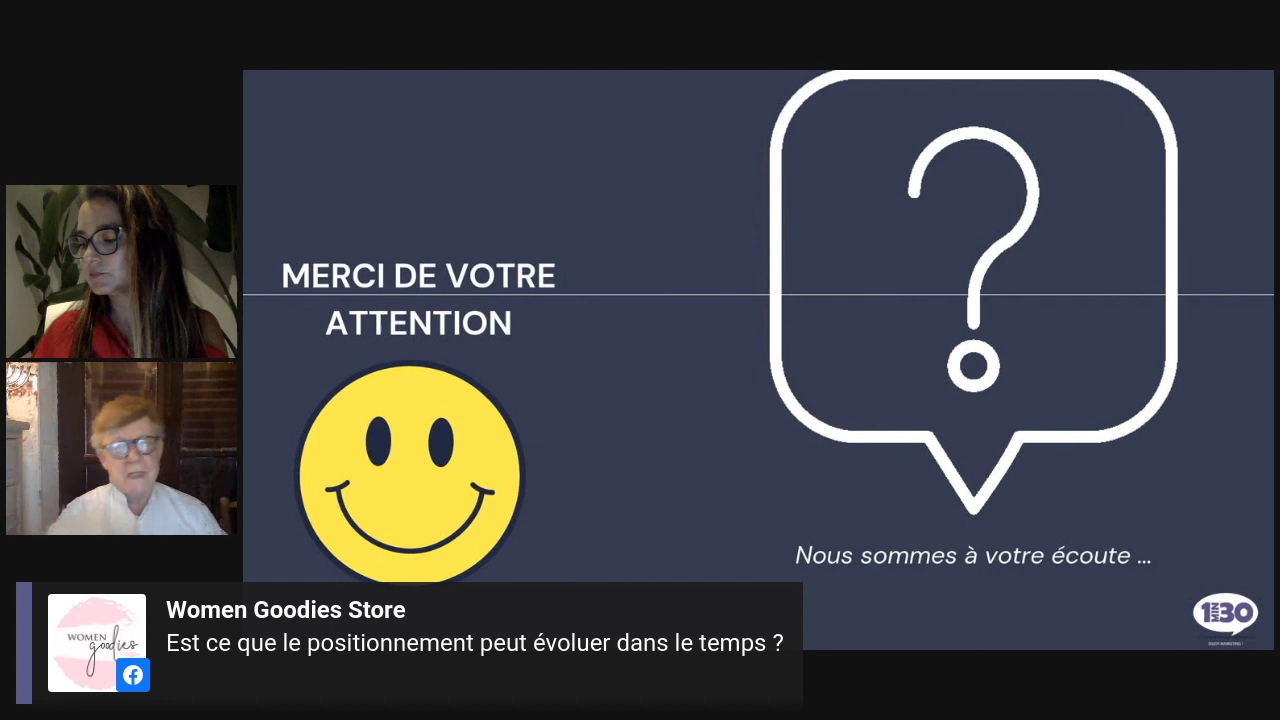 MERCI DE VOTRE
ATTENTION
Nous sommes à votre écoute ...
1MIN30
WOMEN
goodies
Women Goodies Store
Est ce que le positionnement peut évoluer dans le temps ?